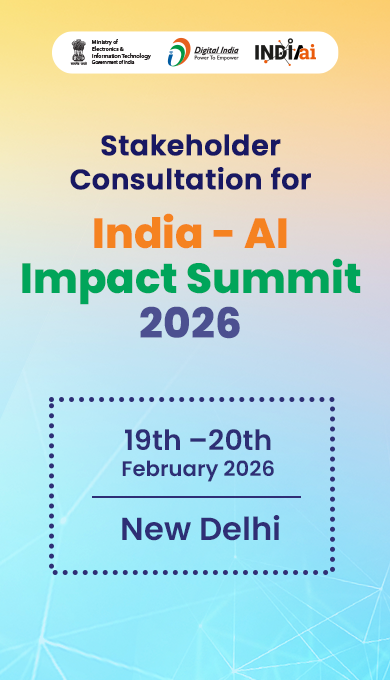 Ministry of
Electronics &
Information Technology
Government of India
Digital India
Power To Empower
INDIAai
Stakeholder
Consultation for
India - AI
Impact Summit
2026
19th –20th
February 2026
New Delhi